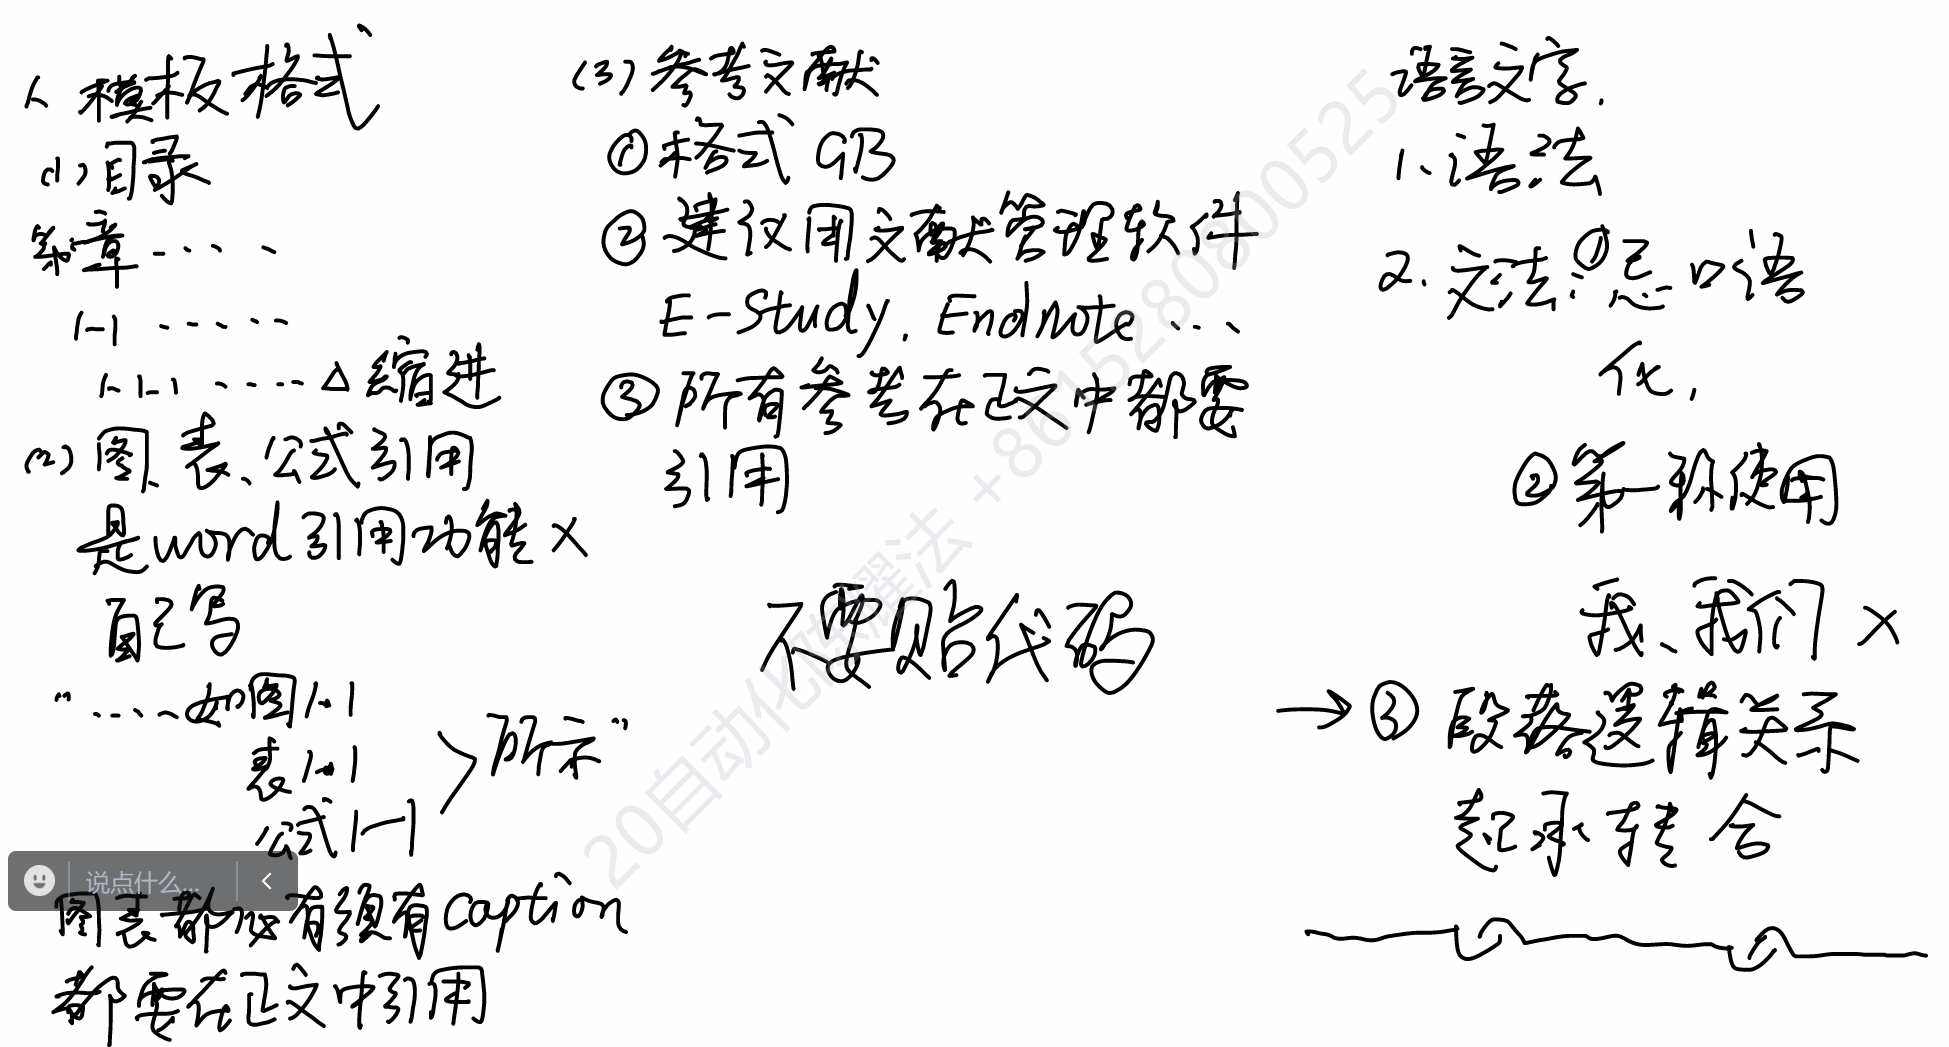 1、模板格式
(1)目录
第一章 ......
1-1 ......
1-1-1 ...... △缩进
(2)图、表、公式引用
是word引用功能 ×
自己写
"......如图1-1
表1-1
公式1-1
所示"
图表都必有须有caption
都要在正文中引用
(3)参考文献
①格式 GB
②建议用文献管理软件
E-Study, Endnote ...
③所有参考在正文中都要
引用
不要贴代码
语言文字.
1、语法
2.文法:①忌口语
化,
②第一称使用
我、我们 ×
→③段落逻辑关系
起承转合
说点什么...
20自动化 +8615280800525